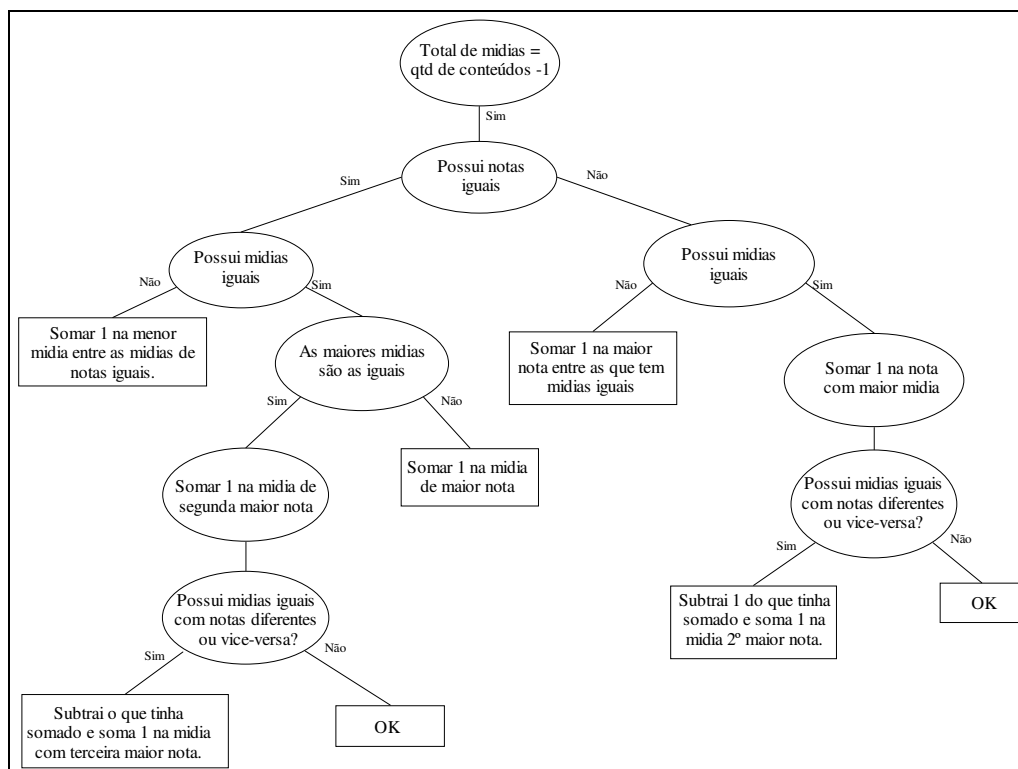 Total de midias =
qtd de conteúdos -1
Sim
Possui notas
iguais
Sim
Não
Possui midias
iguais
Possui midias
iguais
Não
Sim
Não
Sim
Somar 1 na menor
midia entre as midias de
notas iguais.
As maiores midias
são as iguais
Somar 1 na maior
nota entre as que tem
midias iguais
Somar 1 na nota
com maior midia
Sim
Não
Somar 1 na midia de
segunda maior nota
Somar 1 na midia
de maior nota
Possui midias iguais
com notas diferentes
ou vice-versa?
Sim
Não
Possui midias iguais
com notas diferentes
ou vice-versa?
Subtrai 1 do que tinha
somado e soma 1 na
midia 2º maior nota.
OK
Sim
Não
Subtrai o que tinha
somado e soma 1 na midia
com terceira maior nota.
OK